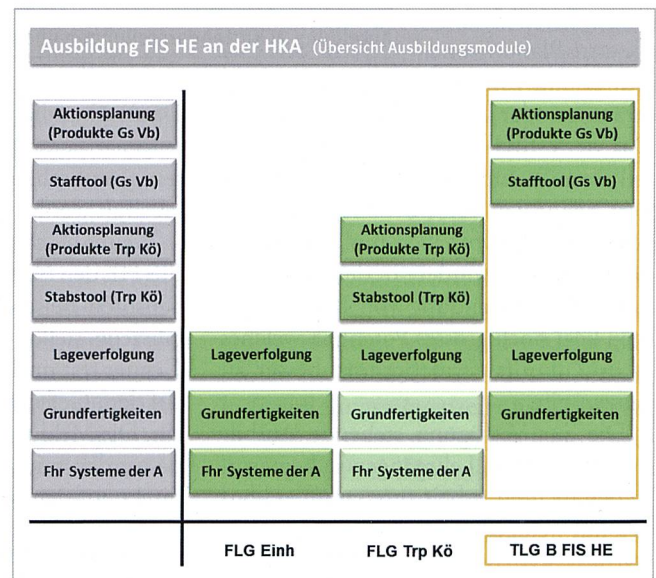 Ausbildung FIS HE an der HKA (Übersicht Ausbildungsmodule)
Aktionsplanung
(Produkte Gs Vb)
Aktionsplanung
(Produkte Gs Vb)
Stafftool (Gs Vb)
Stafftool (Gs Vb)
Aktionsplanung
(Produkte Trp Kö)
Aktionsplanung
(Produkte Trp Kö)
Stabstool (Trp Kö)
Stabstool (Trp Kö)
Lageverfolgung
Lageverfolgung
Lageverfolgung
Lageverfolgung
Grundfertigkeiten
Grundfertigkeiten
Grundfertigkeiten
Grundfertigkeiten
Fhr Systeme der A
Fhr Systeme der A
Fhr Systeme der A
FLG Einh
FLG Trp Kö
TLG B FIS HE